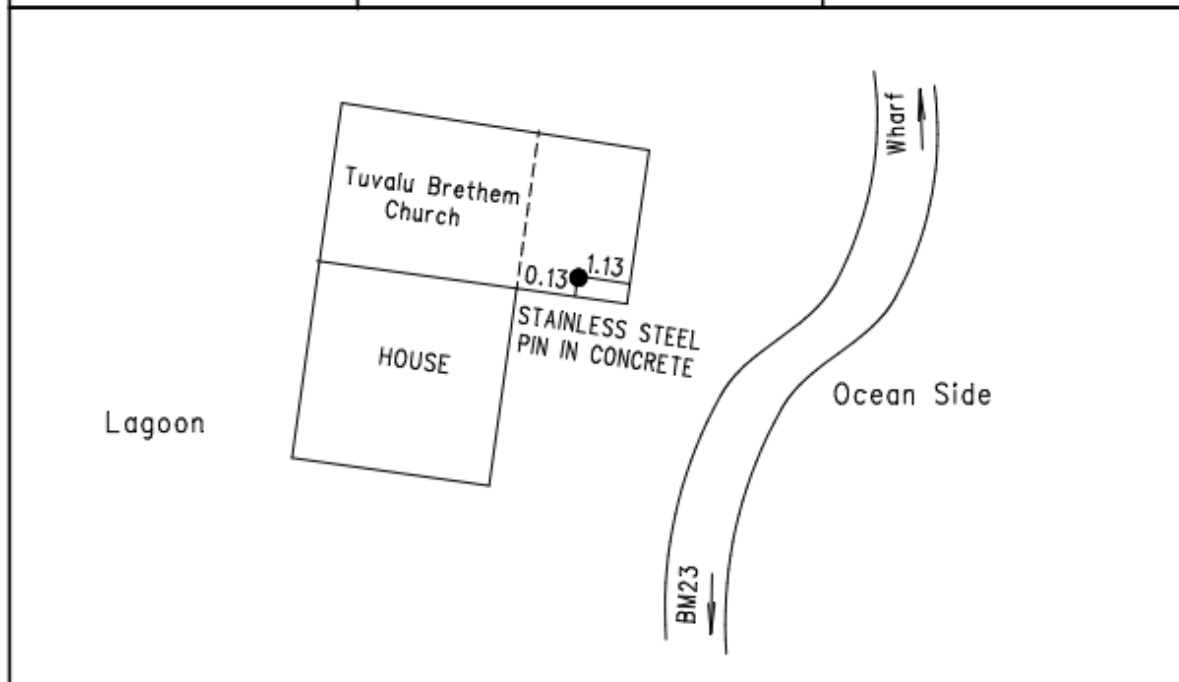 Wharf
Tuvalu Brethem
Church
1.13
0.13
STAINLESS STEEL
PIN IN CONCRETE
HOUSE
Ocean Side
Lagoon
BM23